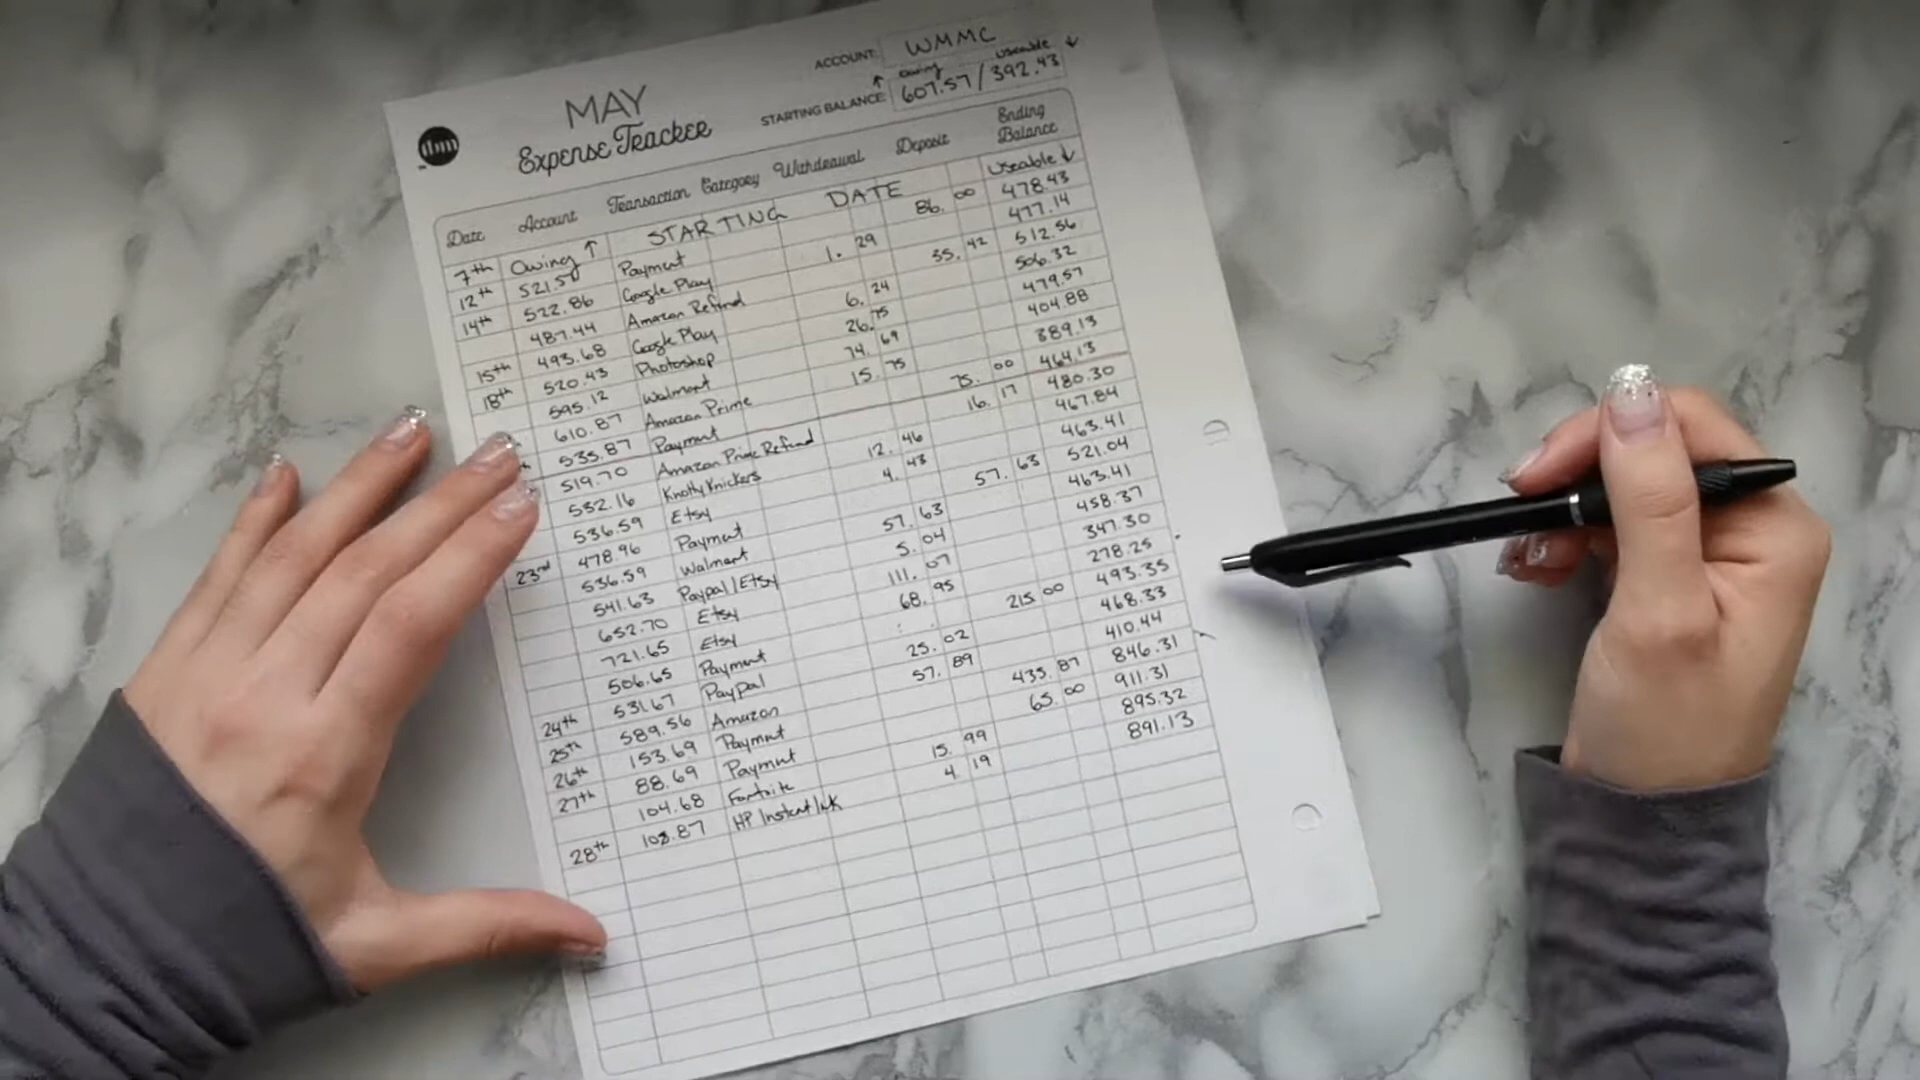 MAY
Expense Tracker
ACCOUNT: WMMC
↑ Owing Useable ↓
STARTING BALANCE: 607.57 / 392.43
Date Account Transaction Category Withdrawal Deposit Ending Balance
7th Owing ↑ STARTING DATE Useable ↓
12th 521.57 Payment 86.00 478.43
14th 522.86 Google Play 1.29 477.14
487.44 Amazon Refund 35.42 512.56
15th 493.68 Google Play 6.24 506.32
18th 520.43 Photoshop 26.75 479.57
595.12 Walmart 74.69 404.88
610.87 Amazon Prime 15.75 389.13
535.87 Payment 75.00 464.13
519.70 Amazon Prime Refund 16.17 480.30
532.16 Knotty Knickers 12.46 467.84
536.59 Etsy 4.43 463.41
23rd 478.96 Payment 57.63 521.04
536.59 Walmart 57.63 463.41
541.63 Paypal/Etsy 5.04 458.37
652.70 Etsy 111.07 347.30
721.65 Etsy 68.95 278.25
506.65 Payment 215.00 493.35
24th 531.67 Paypal 25.02 468.33
25th 589.56 Amazon 57.89 410.44
26th 153.69 Paymnt 435.87 846.31
27th 88.69 Paymnt 65.00 911.31
104.68 Fortnite 15.99 895.32
28th 108.87 HP Instant Ink 4.19 891.13